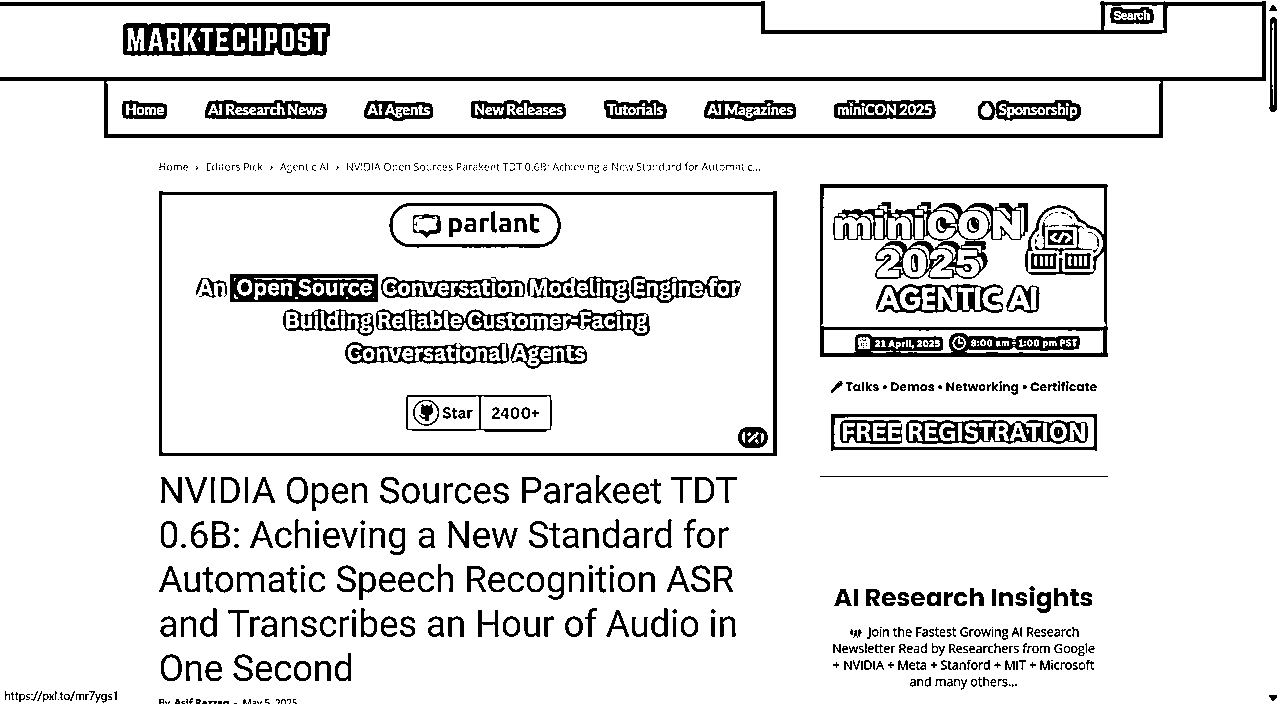 Search
MARKTECHPOST
Home
AI Research News
AI Agents
New Releases
Tutorials
AI Magazines
miniCON 2025
Sponsorship
Home › Editors Pick › Agentic AI › NVIDIA Open Sources Parakeet TDT 0.6B: Achieving a New Standard for Automatic...
parlant
An Open Source Conversation Modeling Engine for
Building Reliable Customer-Facing
Conversational Agents
Star 2400+
miniCON
2025
AGENTIC AI
21 April, 2025 8:00 am - 1:00 pm PST
Talks • Demos • Networking • Certificate
FREE REGISTRATION
NVIDIA Open Sources Parakeet TDT
0.6B: Achieving a New Standard for
Automatic Speech Recognition ASR
and Transcribes an Hour of Audio in
One Second
By Asif Razzaq - May 5, 2025
AI Research Insights
Join the Fastest Growing AI Research
Newsletter Read by Researchers from Google
+ NVIDIA + Meta + Stanford + MIT + Microsoft
and many others...
https://pxl.to/mr7ygs1